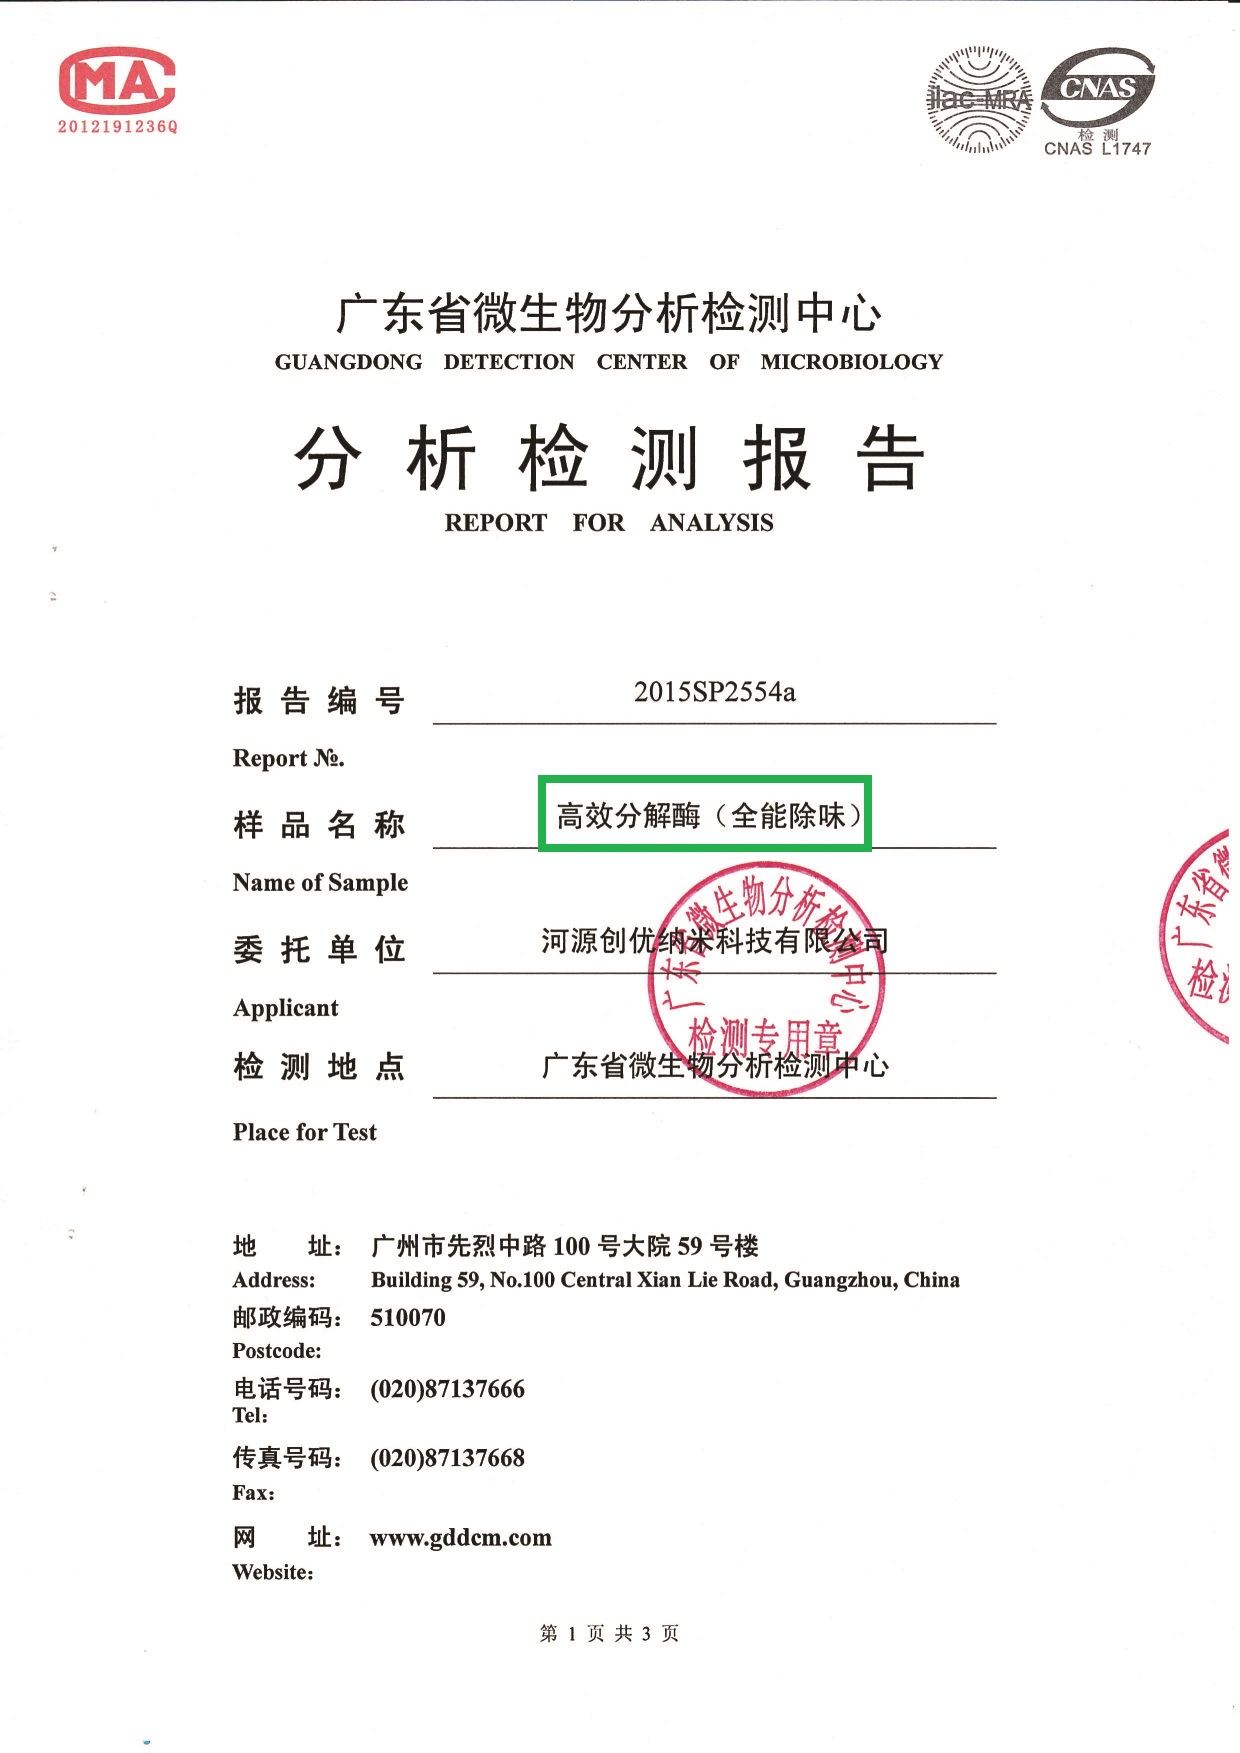 CMA
2012191236Q
ilac-MRA
CNAS
检 测
CNAS L1747
广东省微生物分析检测中心
GUANGDONG DETECTION CENTER OF MICROBIOLOGY
分析检测报告
REPORT FOR ANALYSIS
报告编号 2015SP2554a
Report №.
样品名称 高效分解酶（全能除味）
Name of Sample
委托单位 河源创优纳米科技有限公司
Applicant
检测地点 广东省微生物分析检测中心
Place for Test
广东省微生物分析检测中心
检测专用章
广东省微
检测
地 址： 广州市先烈中路 100 号大院 59 号楼
Address: Building 59, No.100 Central Xian Lie Road, Guangzhou, China
邮政编码： 510070
Postcode:
电话号码： (020)87137666
Tel:
传真号码： (020)87137668
Fax:
网 址： www.gddcm.com
Website:
第 1 页 共 3 页